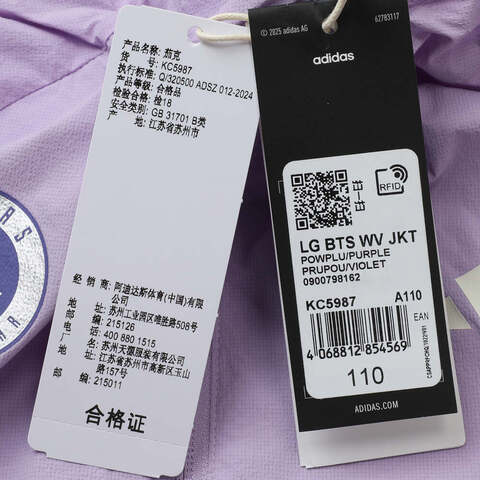 产品名称: 茄克
货 号: KC5987
执行标准: Q/320500 ADSZ 012-2024
产品等级: 合格品
检验合格: 检18
安全类别: GB 31701 B类
产 地: 江苏省苏州市
经 销 商: 阿迪达斯体育(中国)有限
公司
地 址: 苏州工业园区唯胜路508号
邮 编: 215126
电 话: 400 880 1515
厂 名: 苏州天源服装有限公司
地 址: 江苏省苏州市高新区火炬
路157号
邮 编: 215011
合格证
© 2025 adidas AG
62783117
adidas
RFID
LG BTS WV JKT
POWPLU/PURPLE
PRUPOU/VIOLET
0900798162
KC5987 A110
EAN
4 068812 854569
110
ADIDAS.COM